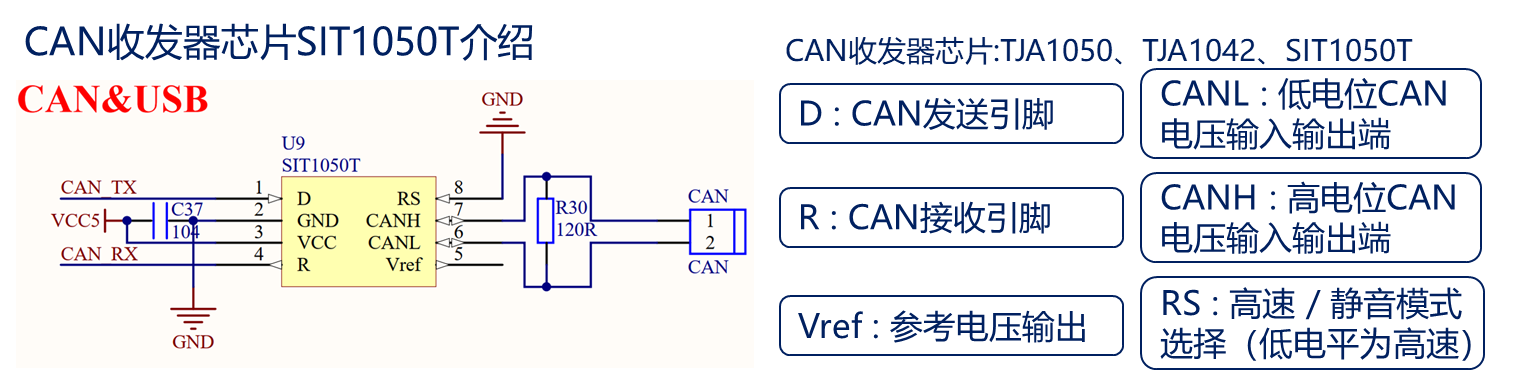 CAN收发器芯片SIT1050T介绍
CAN&USB
GND
U9
SIT1050T
CAN_TX
1
D
RS
8
VCC5
C37
104
2
GND
CANH
7
3
VCC
CANL
6
CAN_RX
4
R
Vref
5
R30
120R
CAN
1
2
CAN
GND
CAN收发器芯片:TJA1050、TJA1042、SIT1050T
D：CAN发送引脚
CANL：低电位CAN
电压输入输出端
R：CAN接收引脚
CANH：高电位CAN
电压输入输出端
Vref：参考电压输出
RS：高速 / 静音模式
选择（低电平为高速）